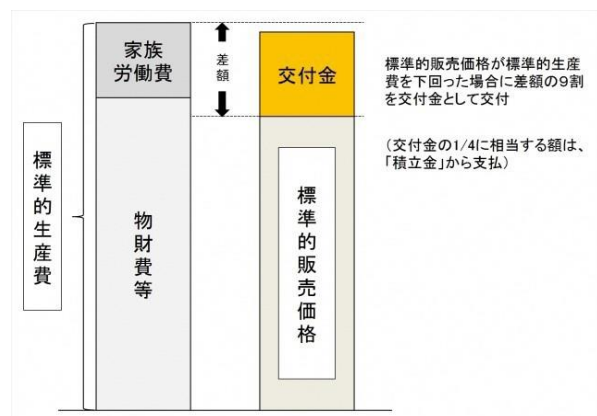 家族
労働費
差額
交付金
標準的販売価格が標準的生産
費を下回った場合に差額の９割
を交付金として交付
（交付金の1/4に相当する額は、
「積立金」から支払）
標準的生産費
物財費等
標準的販売価格